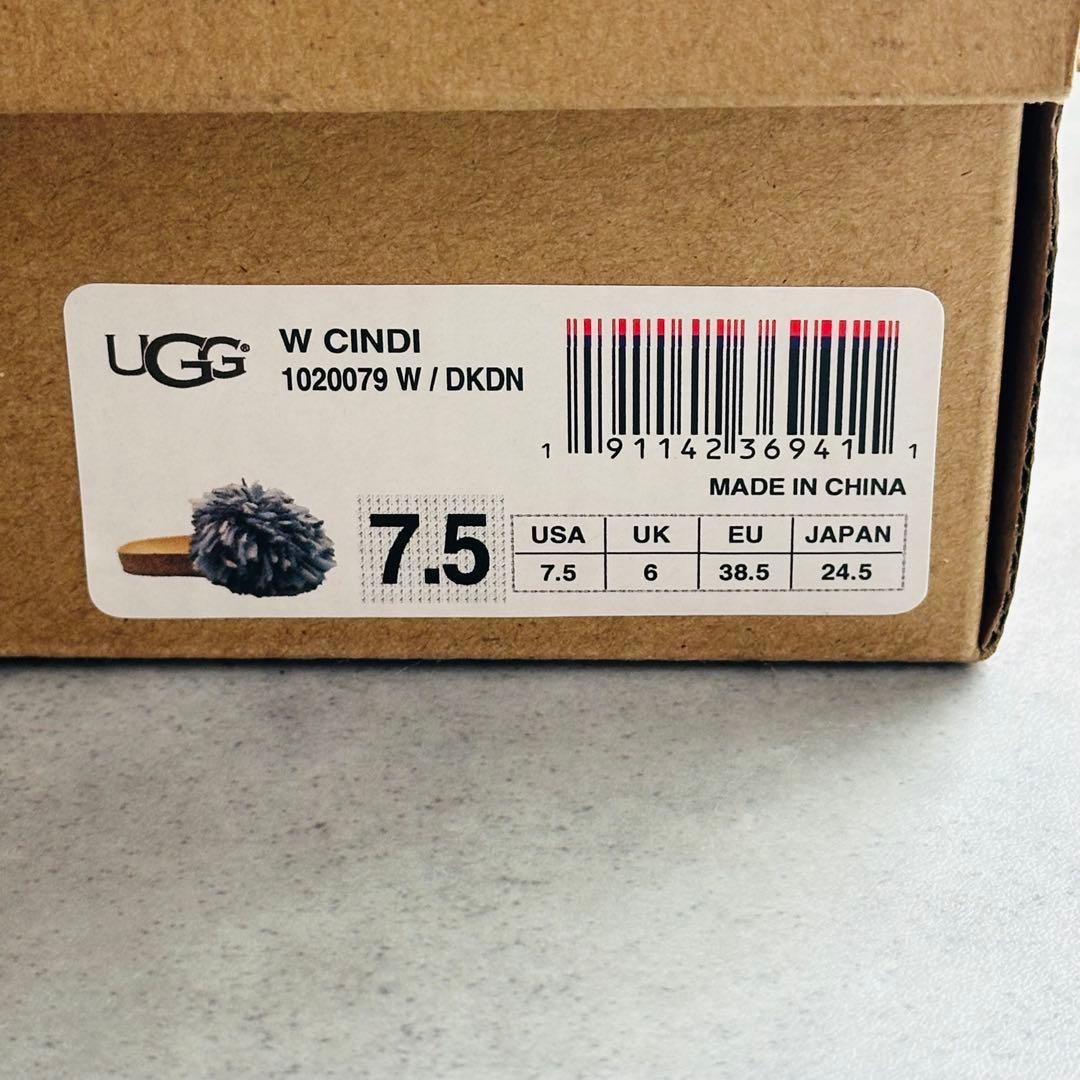 UGG®
W CINDI
1020079 W / DKDN
1 91142 36941 1
MADE IN CHINA
7.5
USA UK EU JAPAN
7.5 6 38.5 24.5